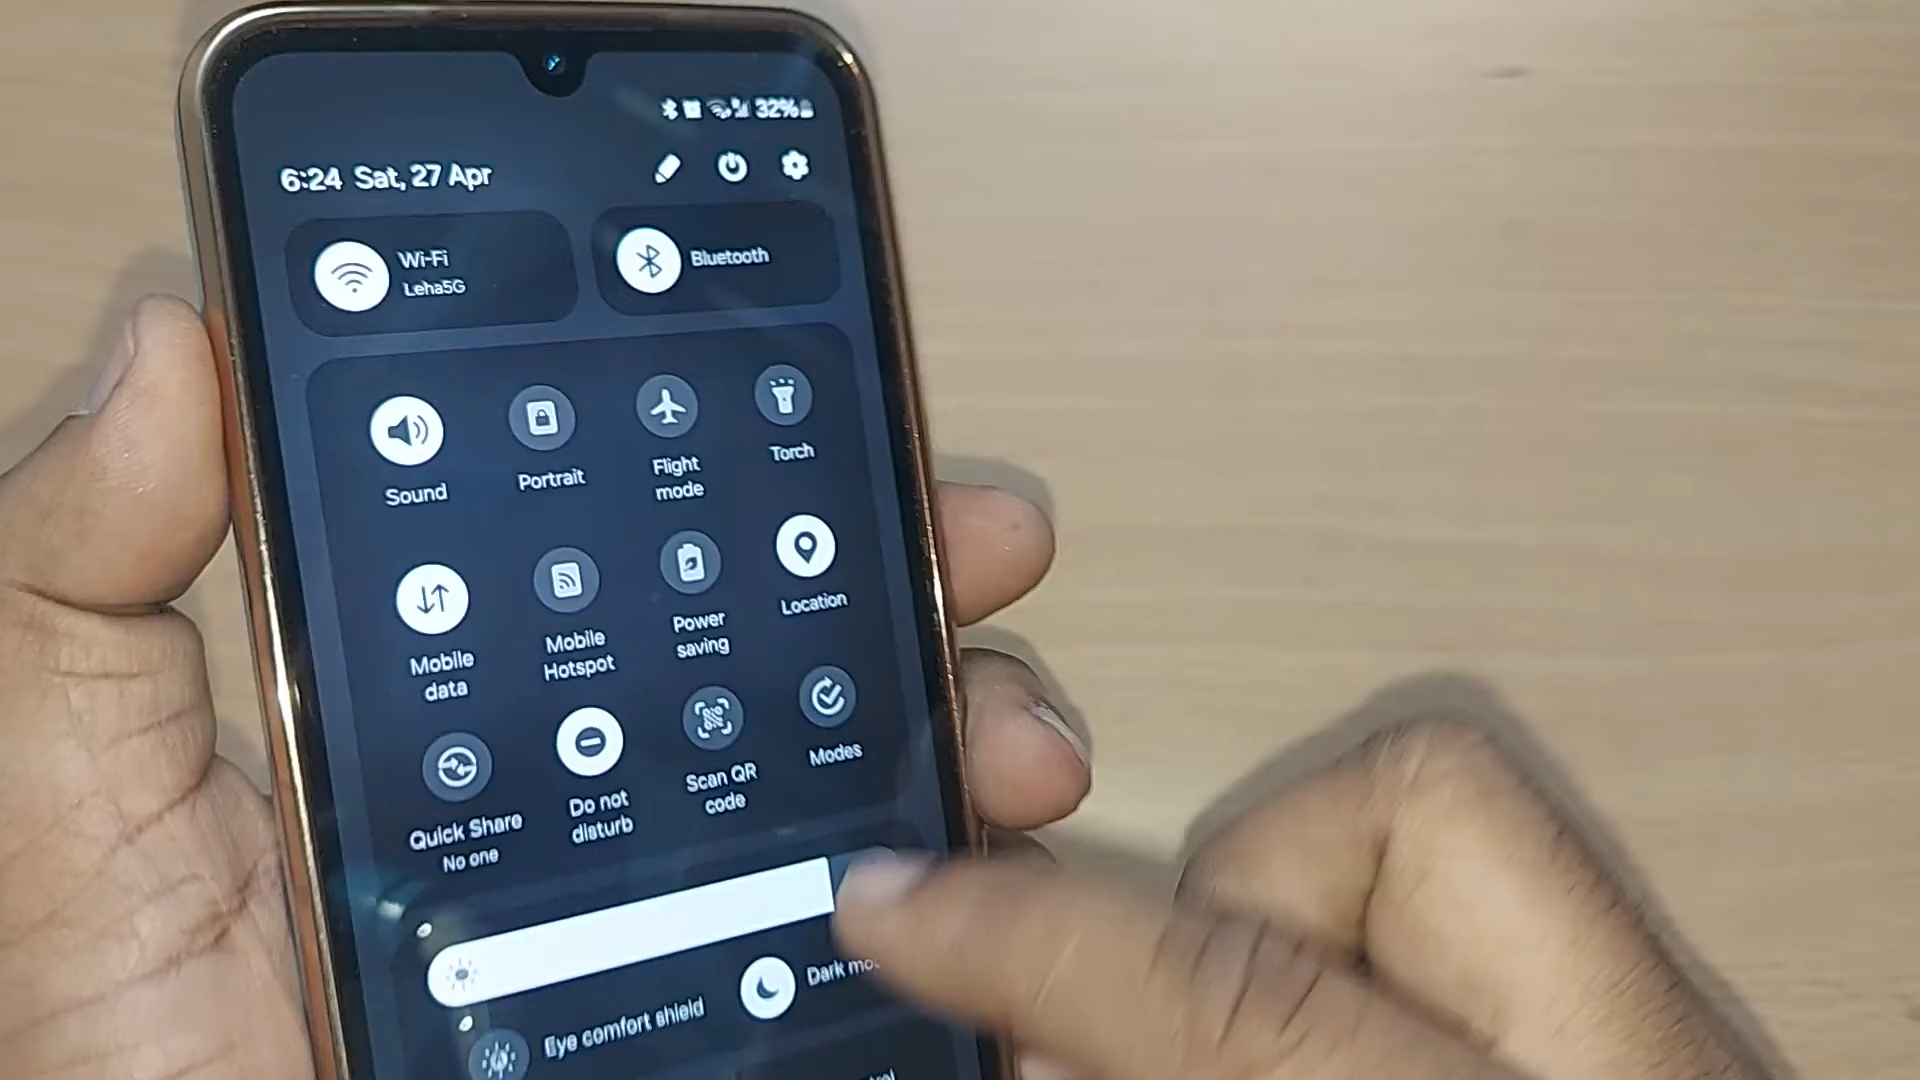 32%
6:24 Sat, 27 Apr
Wi-Fi
Leha5G
Bluetooth
Sound
Portrait
Flight
mode
Torch
Mobile
data
Mobile
Hotspot
Power
saving
Location
Quick Share
No one
Do not
disturb
Scan QR
code
Modes
Eye comfort shield
Dark